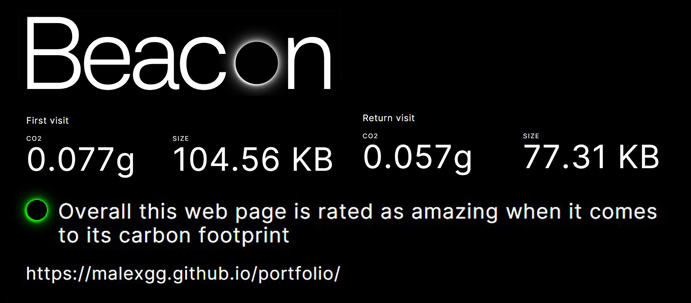 Beacon
First visit
CO2
0.077g
SIZE
104.56 KB
Return visit
CO2
0.057g
SIZE
77.31 KB
Overall this web page is rated as amazing when it comes
to its carbon footprint
https://malexgg.github.io/portfolio/